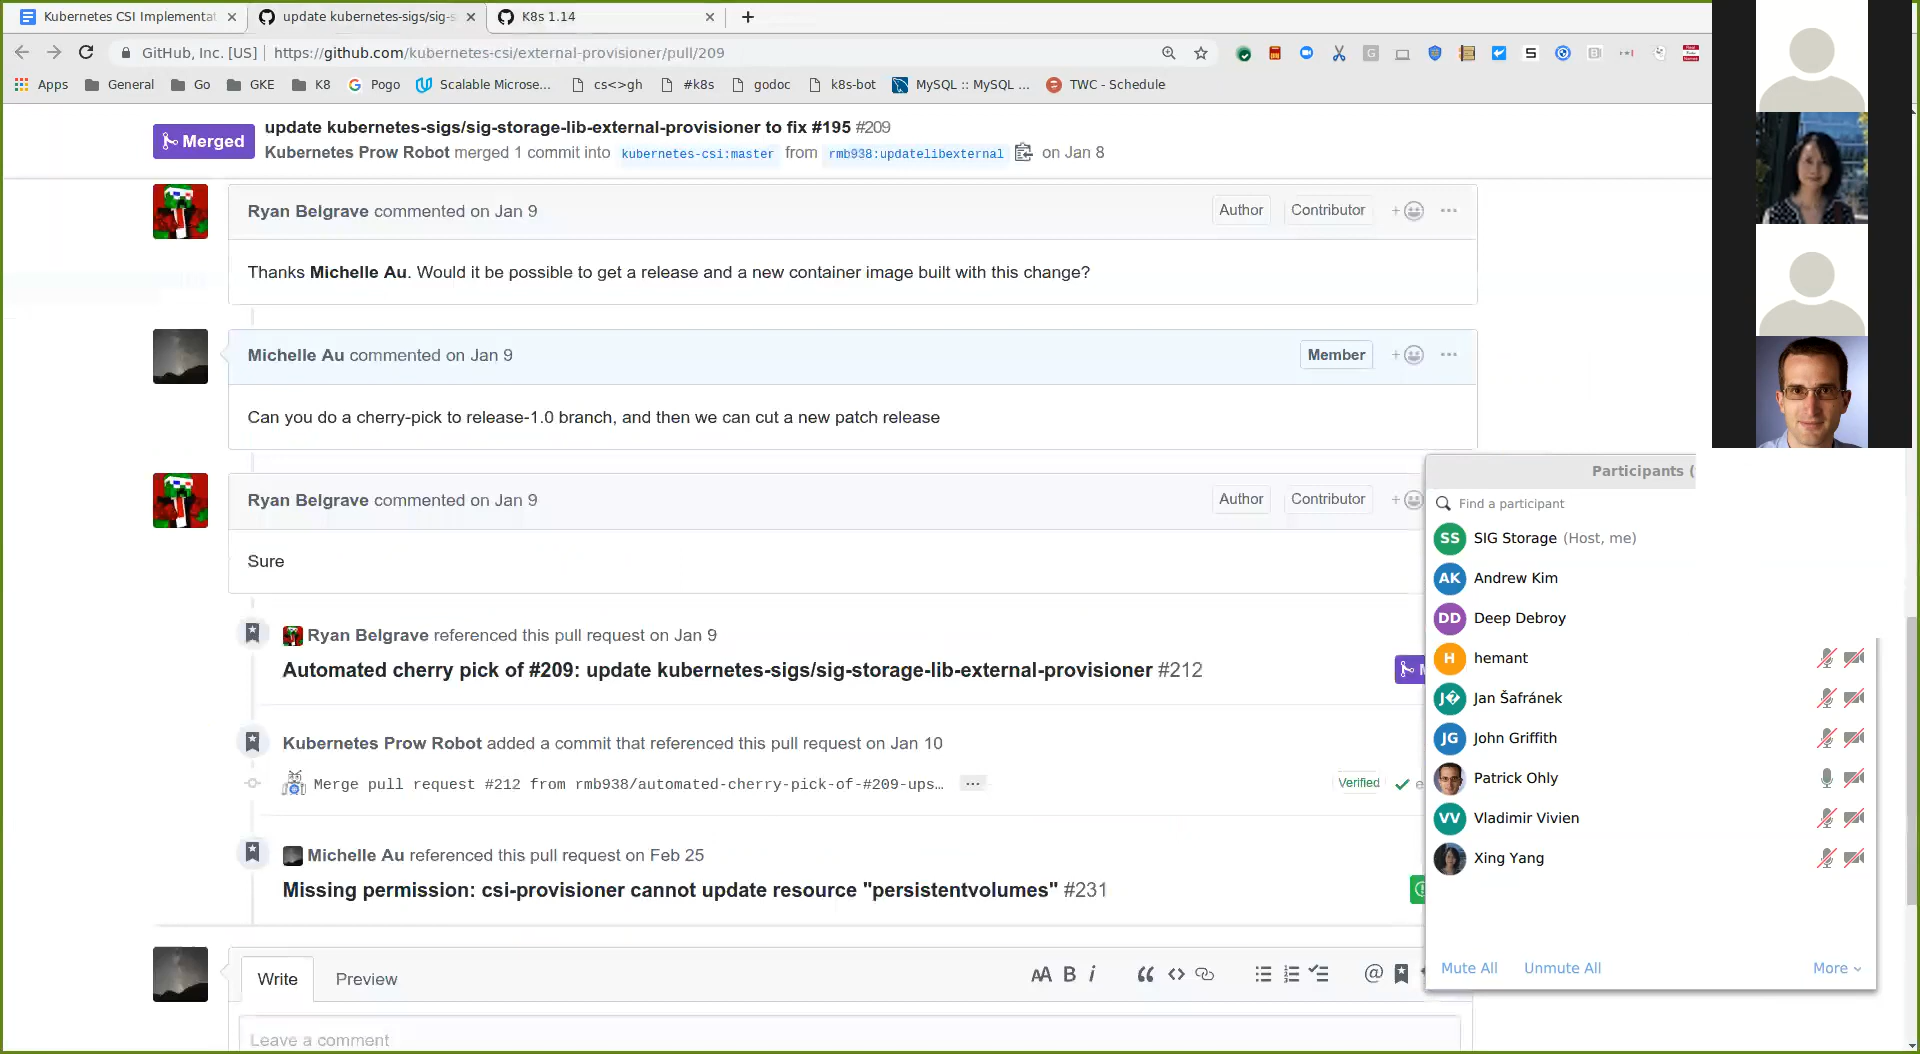 Kubernetes CSI Implementat
update kubernetes-sigs/sig-s
K8s 1.14
GitHub, Inc. [US] | https://github.com/kubernetes-csi/external-provisioner/pull/209
Apps General Go GKE K8 Pogo Scalable Microse... cs<>gh #k8s godoc k8s-bot MySQL :: MySQL ... TWC - Schedule
Merged
update kubernetes-sigs/sig-storage-lib-external-provisioner to fix #195 #209
Kubernetes Prow Robot merged 1 commit into kubernetes-csi:master from rmb938:updatelibexternal on Jan 8
Ryan Belgrave commented on Jan 9 Author Contributor
Thanks Michelle Au. Would it be possible to get a release and a new container image built with this change?
Michelle Au commented on Jan 9 Member
Can you do a cherry-pick to release-1.0 branch, and then we can cut a new patch release
Ryan Belgrave commented on Jan 9 Author Contributor
Sure
Ryan Belgrave referenced this pull request on Jan 9
Automated cherry pick of #209: update kubernetes-sigs/sig-storage-lib-external-provisioner #212
Kubernetes Prow Robot added a commit that referenced this pull request on Jan 10
Merge pull request #212 from rmb938/automated-cherry-pick-of-#209-ups… ... Verified
Michelle Au referenced this pull request on Feb 25
Missing permission: csi-provisioner cannot update resource "persistentvolumes" #231
Write Preview
Leave a comment
Participants (
Find a participant
SS SIG Storage (Host, me)
AK Andrew Kim
DD Deep Debroy
H hemant
J� Jan Šafránek
JG John Griffith
Patrick Ohly
VV Vladimir Vivien
Xing Yang
Mute All Unmute All More